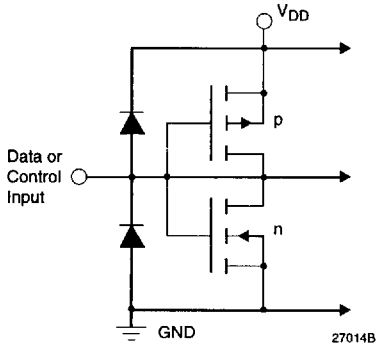 VDD
p
Data or
Control
Input
n
GND
27014B